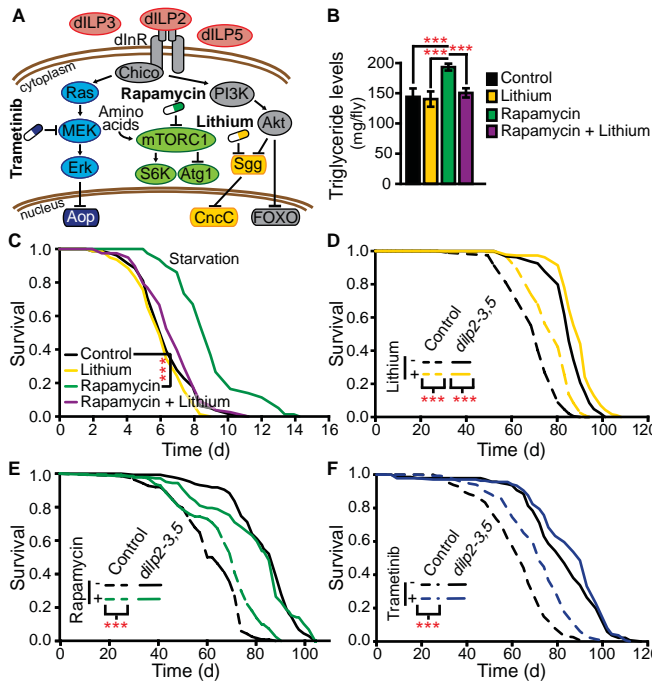 A
dILP3
dILP2
dILP5
dInR
cytoplasm
Chico
Ras
Rapamycin
PI3K
Trametinib
Amino
acids
Lithium
MEK
mTORC1
Akt
Erk
S6K
Atg1
Sgg
nucleus
Aop
CncC
FOXO
B
Triglyceride levels
(mg/fly)
200
150
100
50
0
***
*** ***
Control
Lithium
Rapamycin
Rapamycin + Lithium
C
Survival
1.0
0.8
0.6
0.4
0.2
0.0
Starvation
Control
Lithium
Rapamycin
Rapamycin + Lithium
***
0 2 4 6 8 10 12 14 16
Time (d)
D
Survival
1.0
0.8
0.6
0.4
0.2
0.0
Control
dilp2-3,5
Lithium
-
+
*** ***
0 20 40 60 80 100 120
Time (d)
E
Survival
1.0
0.8
0.6
0.4
0.2
0.0
Control
dilp2-3,5
Rapamycin
-
+
***
0 20 40 60 80 100
Time (d)
F
Survival
1.0
0.8
0.6
0.4
0.2
0.0
Control
dilp2-3,5
Trametinib
-
+
***
0 20 40 60 80 100 120
Time (d)